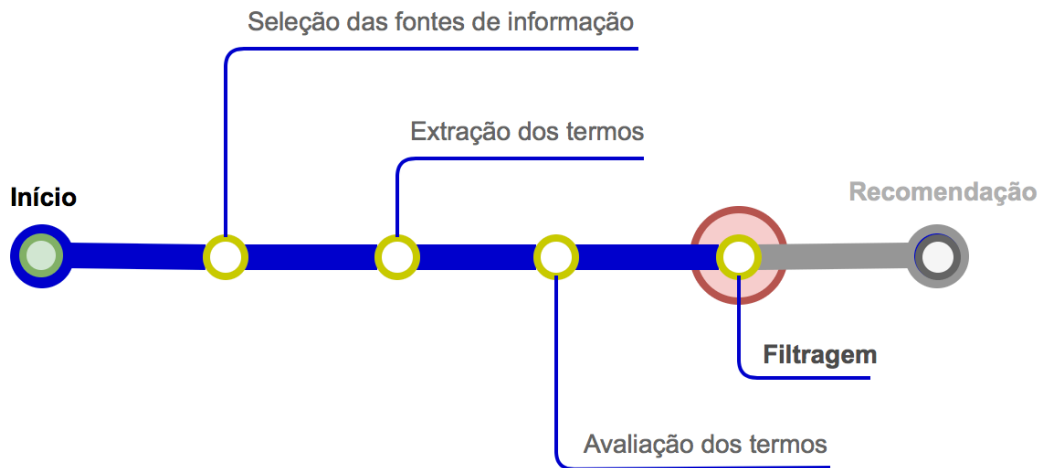 Seleção das fontes de informação
Extração dos termos
Início
Recomendação
Filtragem
Avaliação dos termos